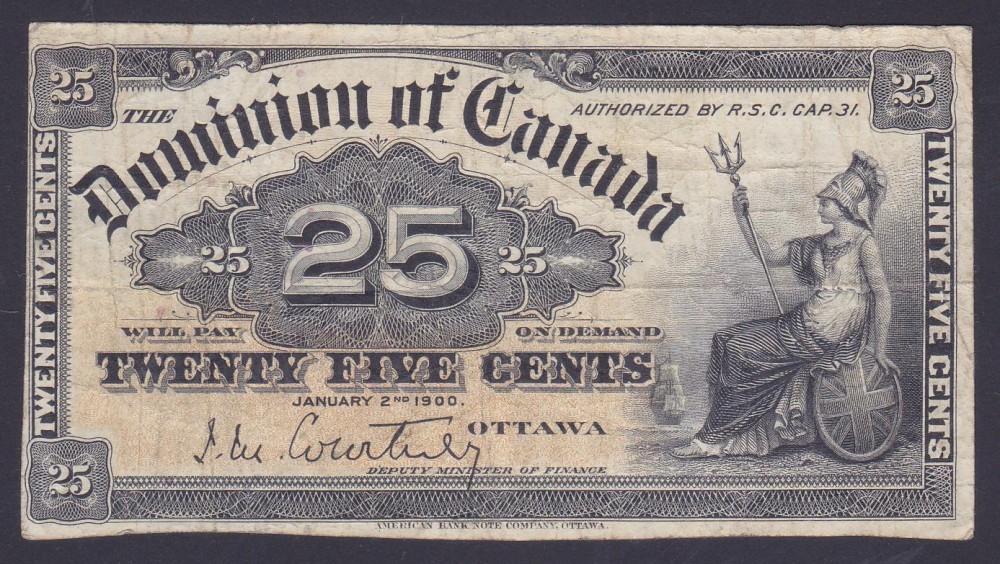 25 25
THE
Dominion of Canada
AUTHORIZED BY R.S.C. CAP. 31.
TWENTY FIVE CENTS
TWENTY FIVE CENTS
25 25 25
WILL PAY ON DEMAND
TWENTY FIVE CENTS
JANUARY 2ND 1900.
J. M. Courtney OTTAWA
DEPUTY MINISTER OF FINANCE
25
AMERICAN BANK NOTE COMPANY, OTTAWA.